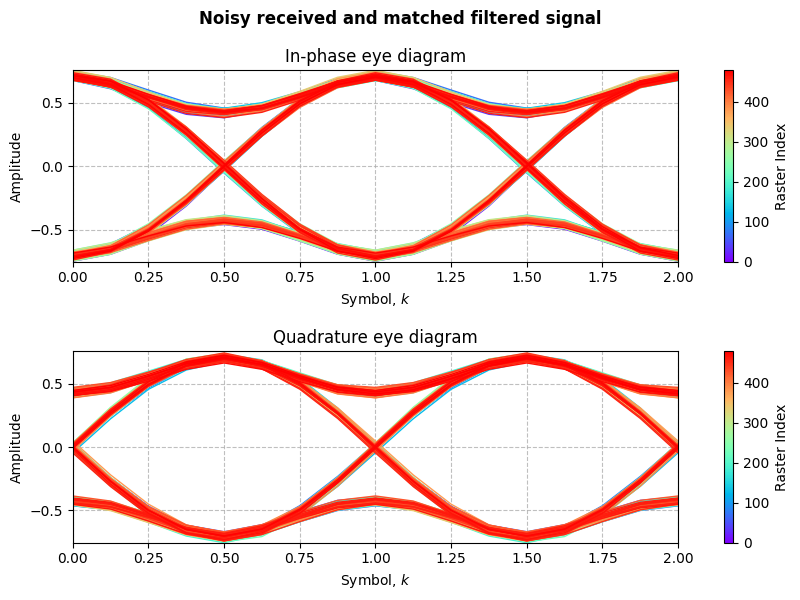 Noisy received and matched filtered signal
In-phase eye diagram
Amplitude
0.5
0.0
−0.5
0.00 0.25 0.50 0.75 1.00 1.25 1.50 1.75 2.00
Symbol, k
400
300
200
100
0
Raster Index
Quadrature eye diagram
Amplitude
0.5
0.0
−0.5
0.00 0.25 0.50 0.75 1.00 1.25 1.50 1.75 2.00
Symbol, k
400
300
200
100
0
Raster Index